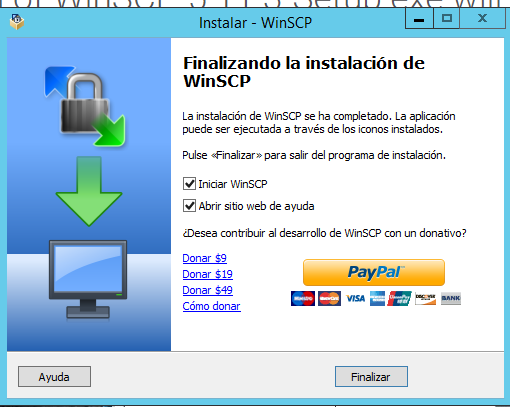 Instalar - WinSCP
Finalizando la instalación de
WinSCP
La instalación de WinSCP se ha completado. La aplicación
puede ser ejecutada a través de los iconos instalados.
Pulse «Finalizar» para salir del programa de instalación.
Iniciar WinSCP
Abrir sitio web de ayuda
¿Desea contribuir al desarrollo de WinSCP con un donativo?
Donar $9
Donar $19
Donar $49
Cómo donar
PayPal
VISA
BANK
Ayuda
Finalizar